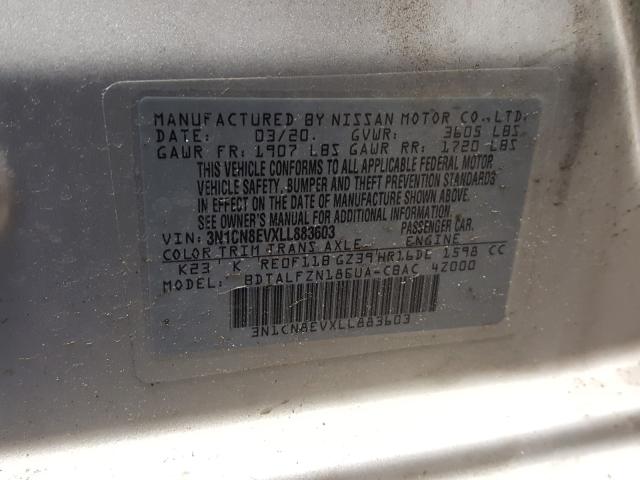 MANUFACTURED BY NISSAN MOTOR CO., LTD.
DATE: 03/20. GVWR: 3605 LBS
GAWR FR: 1907 LBS GAWR RR: 1720 LBS
THIS VEHICLE CONFORMS TO ALL APPLICABLE FEDERAL MOTOR
VEHICLE SAFETY, BUMPER AND THEFT PREVENTION STANDARDS
IN EFFECT ON THE DATE OF MANUFACTURE SHOWN ABOVE.
SEE OWNER'S MANUAL FOR ADDITIONAL INFORMATION.
VIN: 3N1CN8EVXLL883603 PASSENGER CAR.
COLOR TRIM TRANS AXLE ENGINE
K23 K RE0F11B GZ39 HR16DE 1598 CC
MODEL: BDTALFZN18EUA-CBAC 4Z000
3N1CN8EVXLL883603